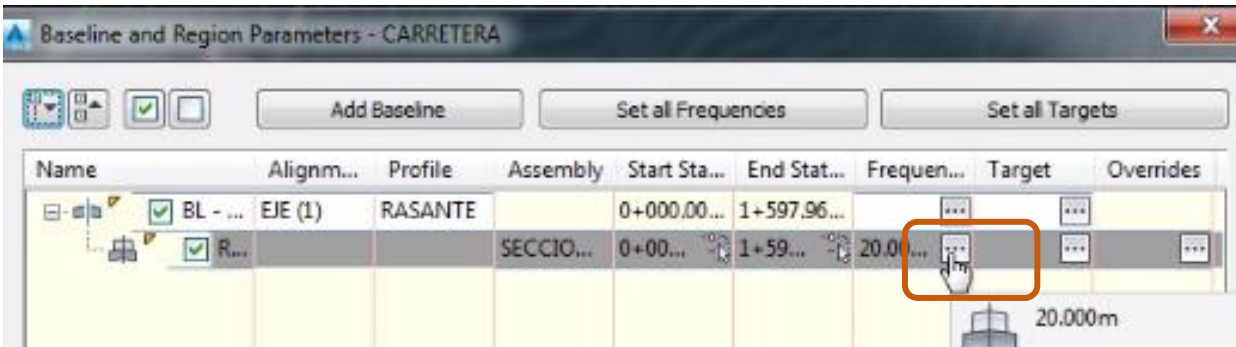 Baseline and Region Parameters - CARRETERA
Add Baseline Set all Frequencies Set all Targets
Name Alignm... Profile Assembly Start Sta... End Stat... Frequen... Target Overrides
BL - ... EJE (1) RASANTE 0+000.00... 1+597.96... ... ...
R... SECCIO... 0+00... 1+59... 20.00... ... ... ...
20.000m